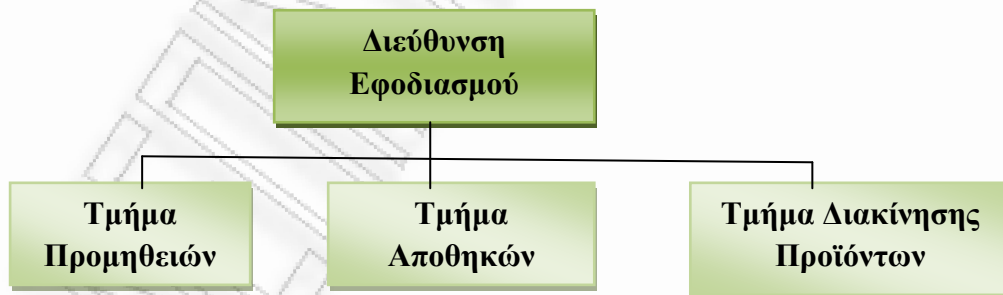 Διεύθυνση
Εφοδιασμού
Τμήμα
Προμηθειών
Τμήμα
Αποθηκών
Τμήμα Διακίνησης
Προϊόντων